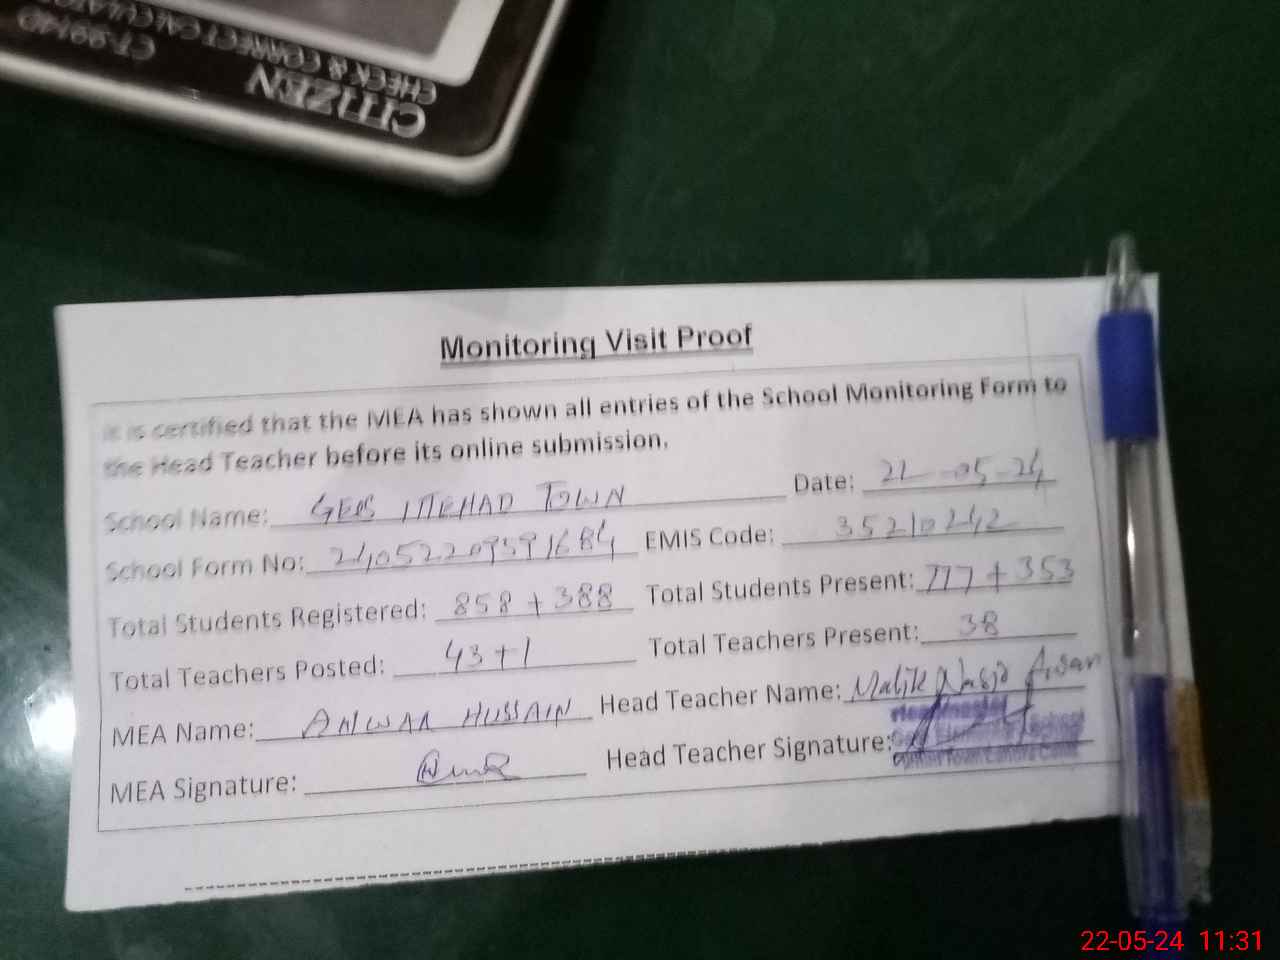 CITIZEN
CHECK & CORRECT CALCULATOR
Monitoring Visit Proof
It is certified that the MEA has shown all entries of the School Monitoring Form to
the Head Teacher before its online submission.
School Name: GEOS ITTEHAD TOWN Date: 22-05-24
School Form No: EMIS Code: 35210242
Total Students Registered: 858 + 388 Total Students Present: 777 + 353
Total Teachers Posted: 43+1 Total Teachers Present: 38
MEA Name: ANWAR HUSSAIN Head Teacher Name: Malik
MEA Signature: Head Teacher Signature:
Headmaster
School
22-05-24 11:31